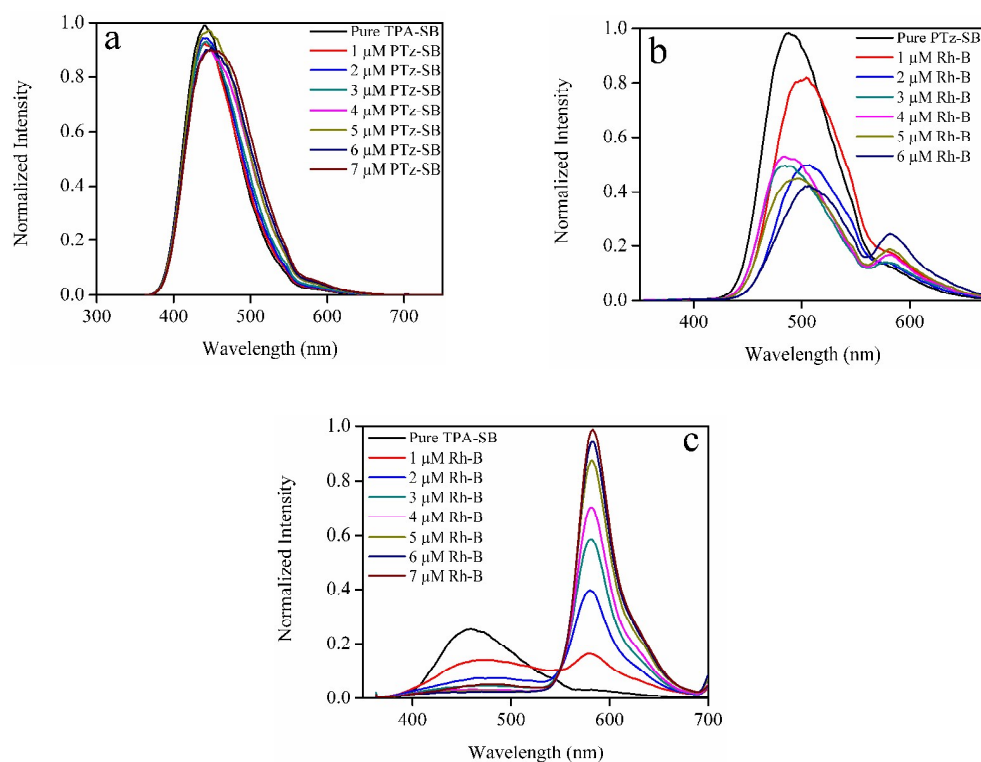 a
Pure TPA-SB
1 µM PTz-SB
2 µM PTz-SB
3 µM PTz-SB
4 µM PTz-SB
5 µM PTz-SB
6 µM PTz-SB
7 µM PTz-SB
Normalized Intensity
1.0
0.8
0.6
0.4
0.2
0.0
300 400 500 600 700
Wavelength (nm)
b
Pure PTz-SB
1 µM Rh-B
2 µM Rh-B
3 µM Rh-B
4 µM Rh-B
5 µM Rh-B
6 µM Rh-B
Normalized Intensity
1.0
0.8
0.6
0.4
0.2
0.0
400 500 600
Wavelength (nm)
c
Pure TPA-SB
1 µM Rh-B
2 µM Rh-B
3 µM Rh-B
4 µM Rh-B
5 µM Rh-B
6 µM Rh-B
7 µM Rh-B
Normalized Intensity
1.0
0.8
0.6
0.4
0.2
0.0
400 500 600 700
Wavelength (nm)